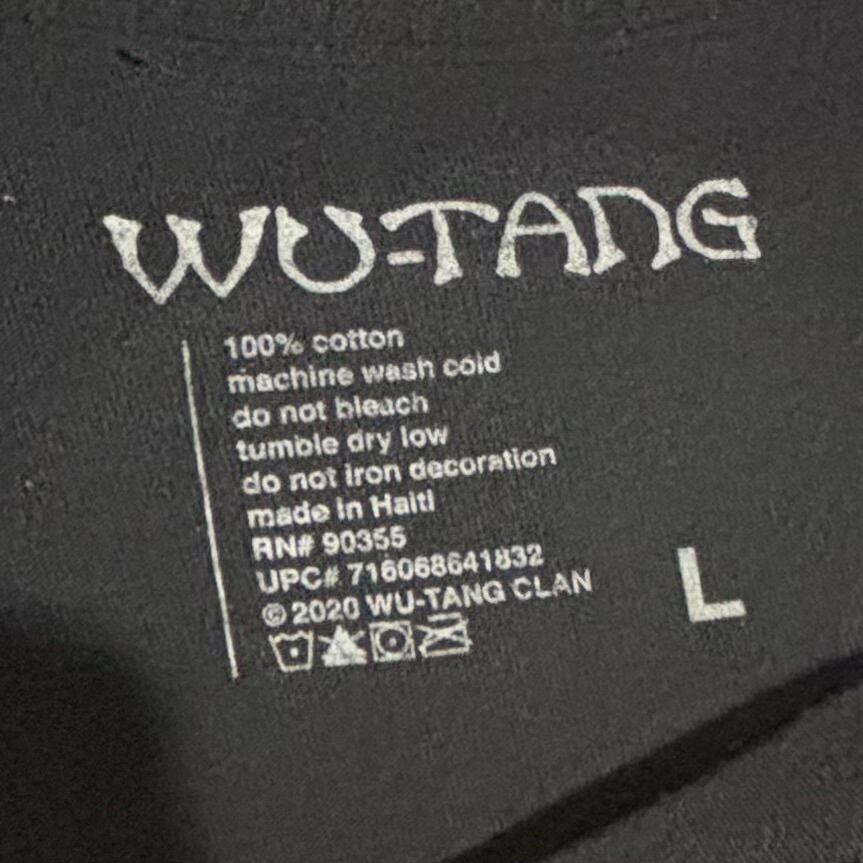 WU-TANG
100% cotton
machine wash cold
do not bleach
tumble dry low
do not iron decoration
made in Haiti
RN# 90355
UPC# 716068641832
© 2020 WU-TANG CLAN
L